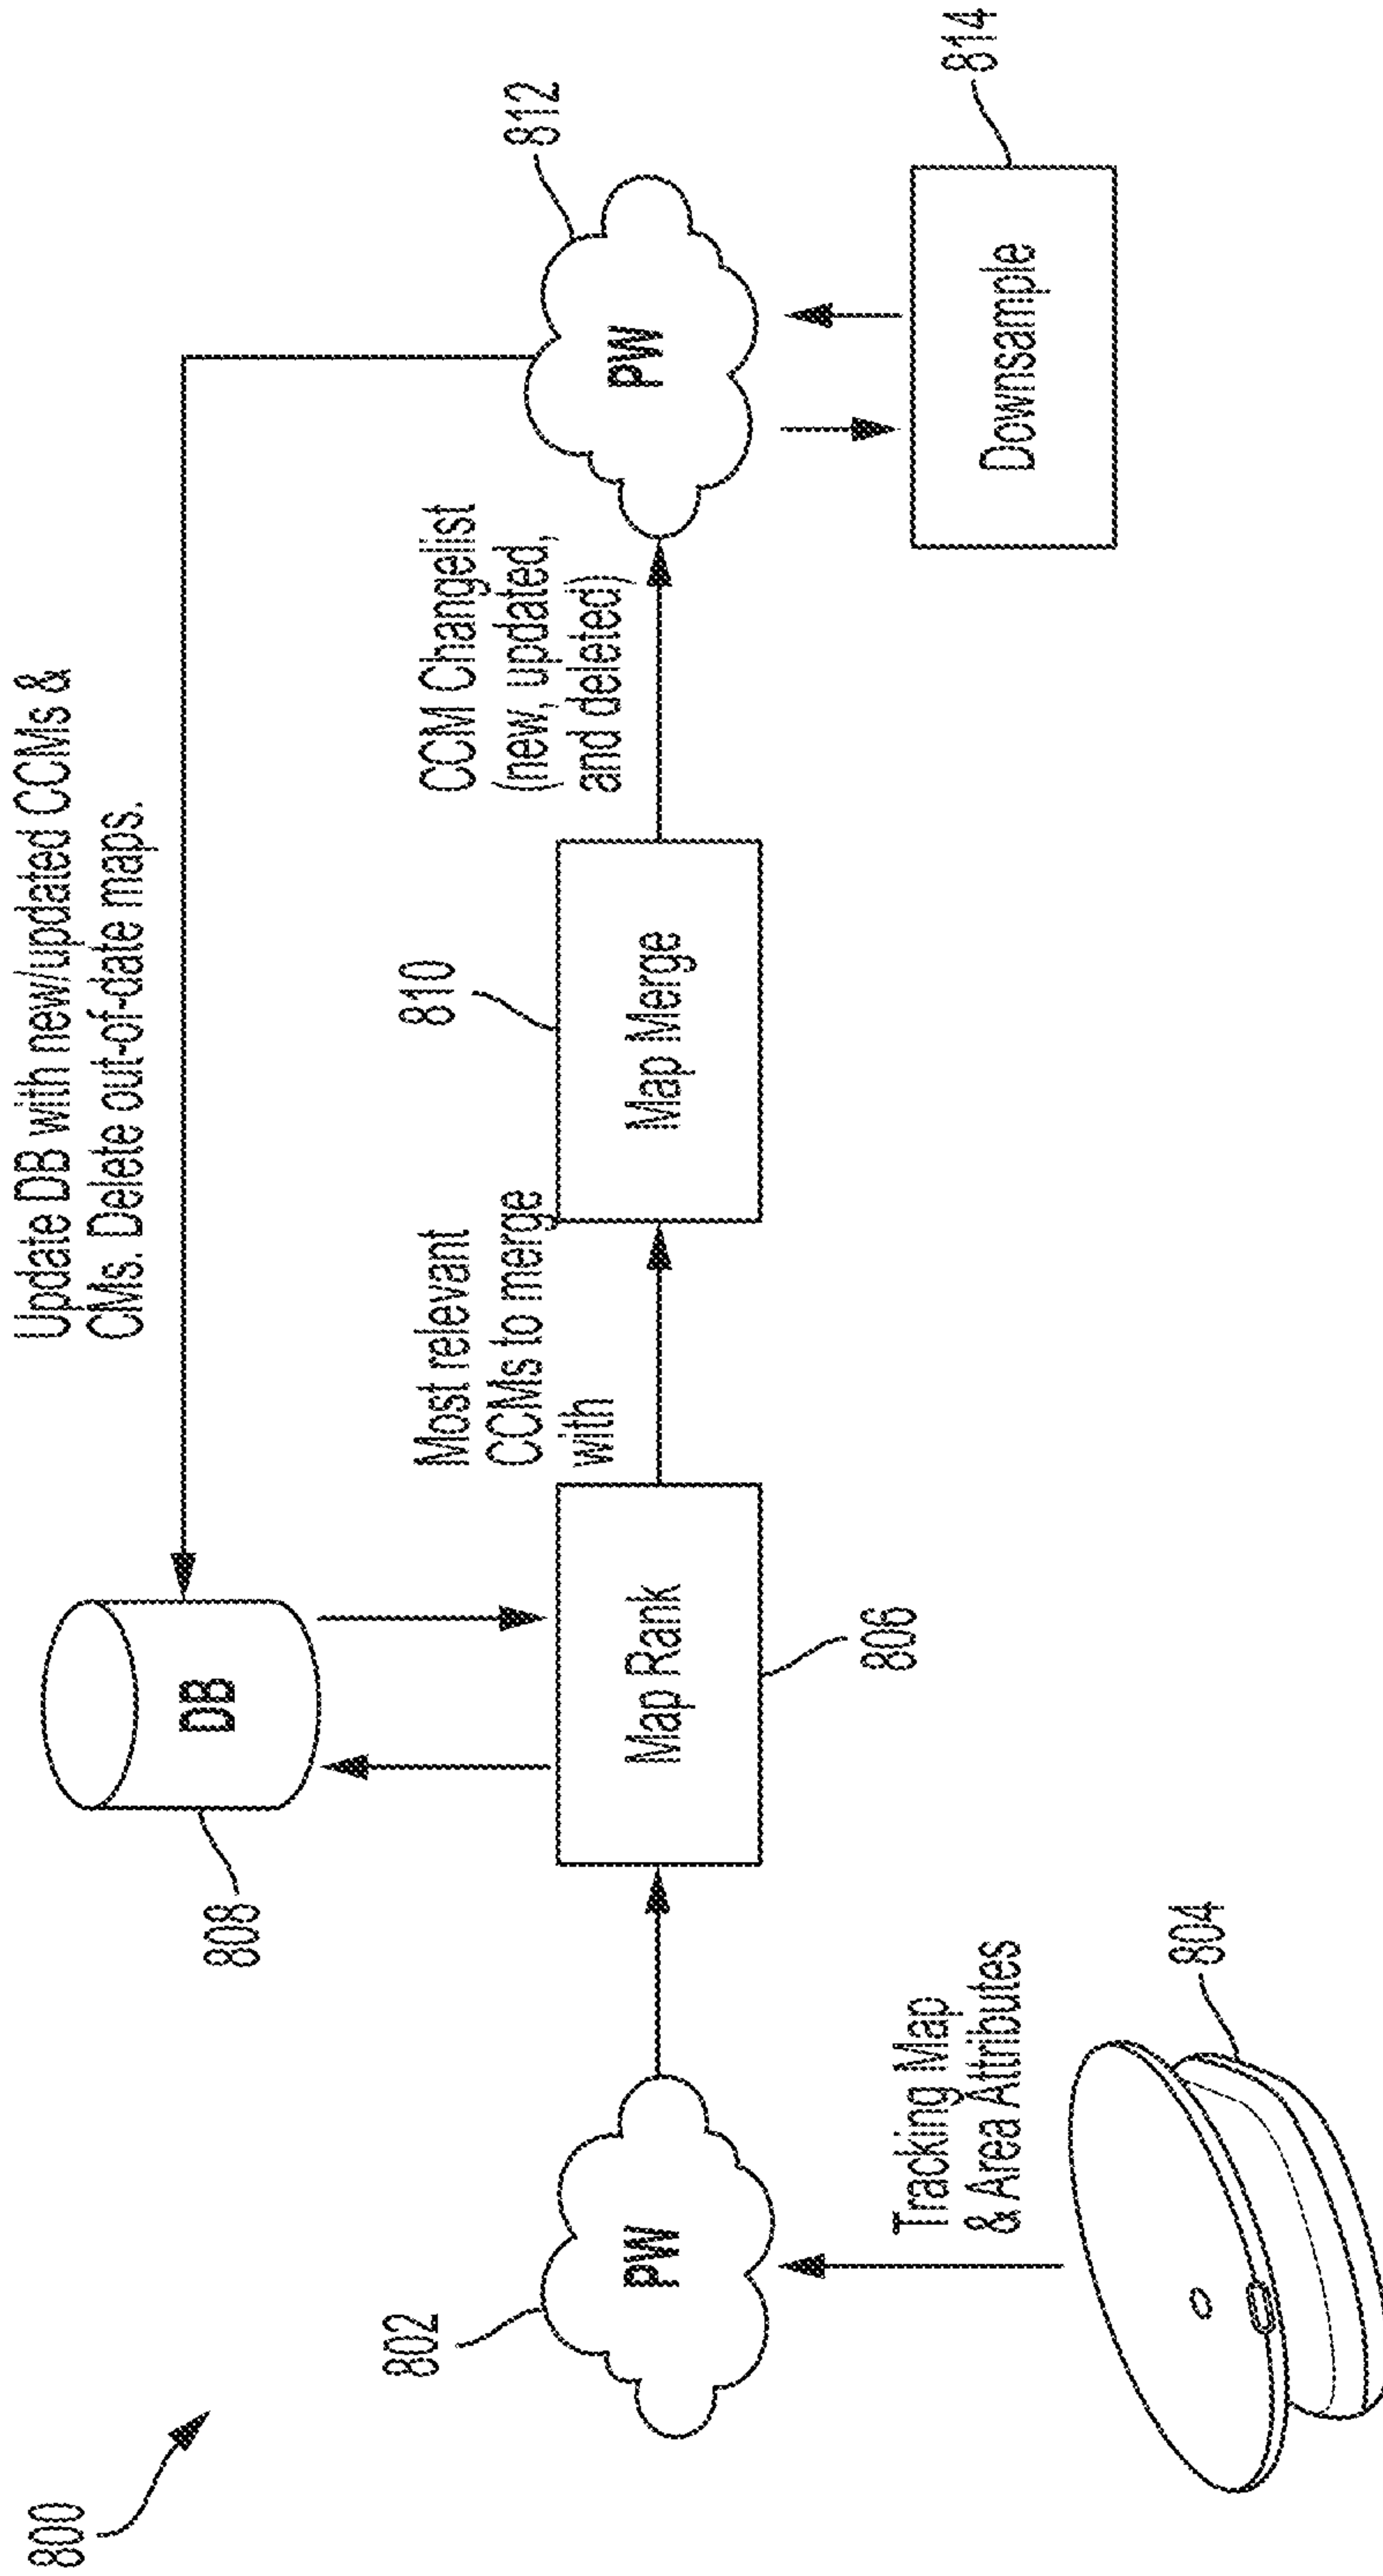 800
Update DB with new/updated CCMs &
CMs. Delete out-of-date maps.
808
DB
802
PW
Map Rank
806
Most relevant
CCMs to merge
with
810
Map Merge
CCM Changelist
(new, updated,
and deleted)
812
PW
Downsample
814
Tracking Map
& Area Attributes
804